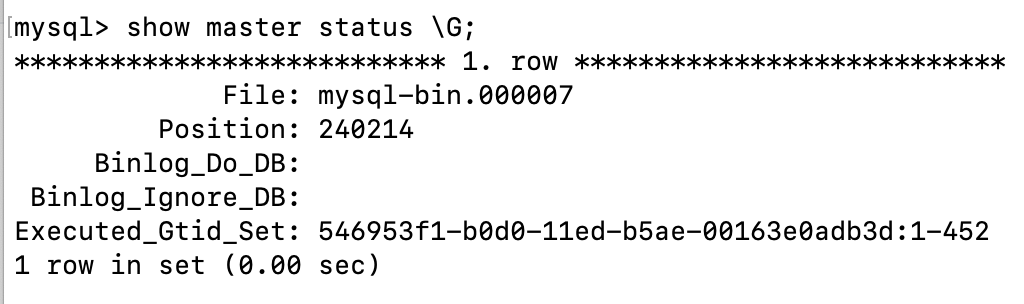 [mysql> show master status \G;
*************************** 1. row ***************************
File: mysql-bin.000007
Position: 240214
Binlog_Do_DB:
Binlog_Ignore_DB:
Executed_Gtid_Set: 546953f1-b0d0-11ed-b5ae-00163e0adb3d:1-452
1 row in set (0.00 sec)